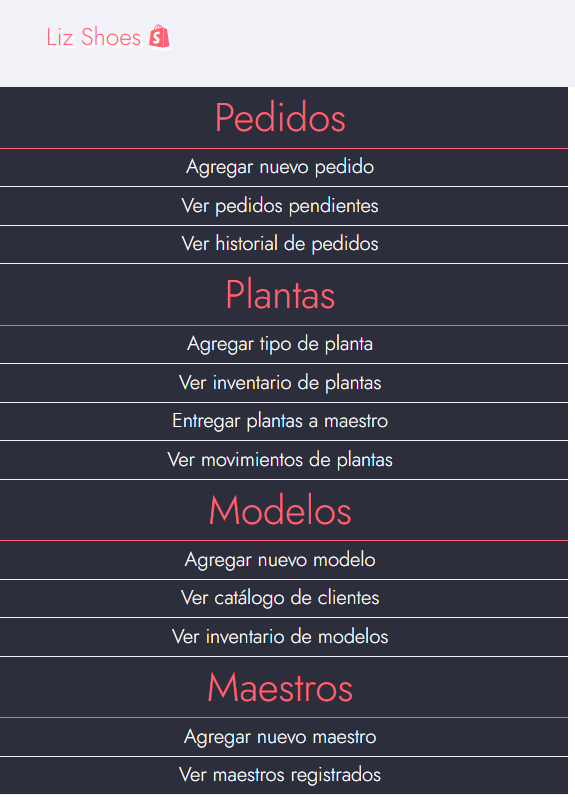 Liz Shoes
Pedidos
Agregar nuevo pedido
Ver pedidos pendientes
Ver historial de pedidos
Plantas
Agregar tipo de planta
Ver inventario de plantas
Entregar plantas a maestro
Ver movimientos de plantas
Modelos
Agregar nuevo modelo
Ver catálogo de clientes
Ver inventario de modelos
Maestros
Agregar nuevo maestro
Ver maestros registrados